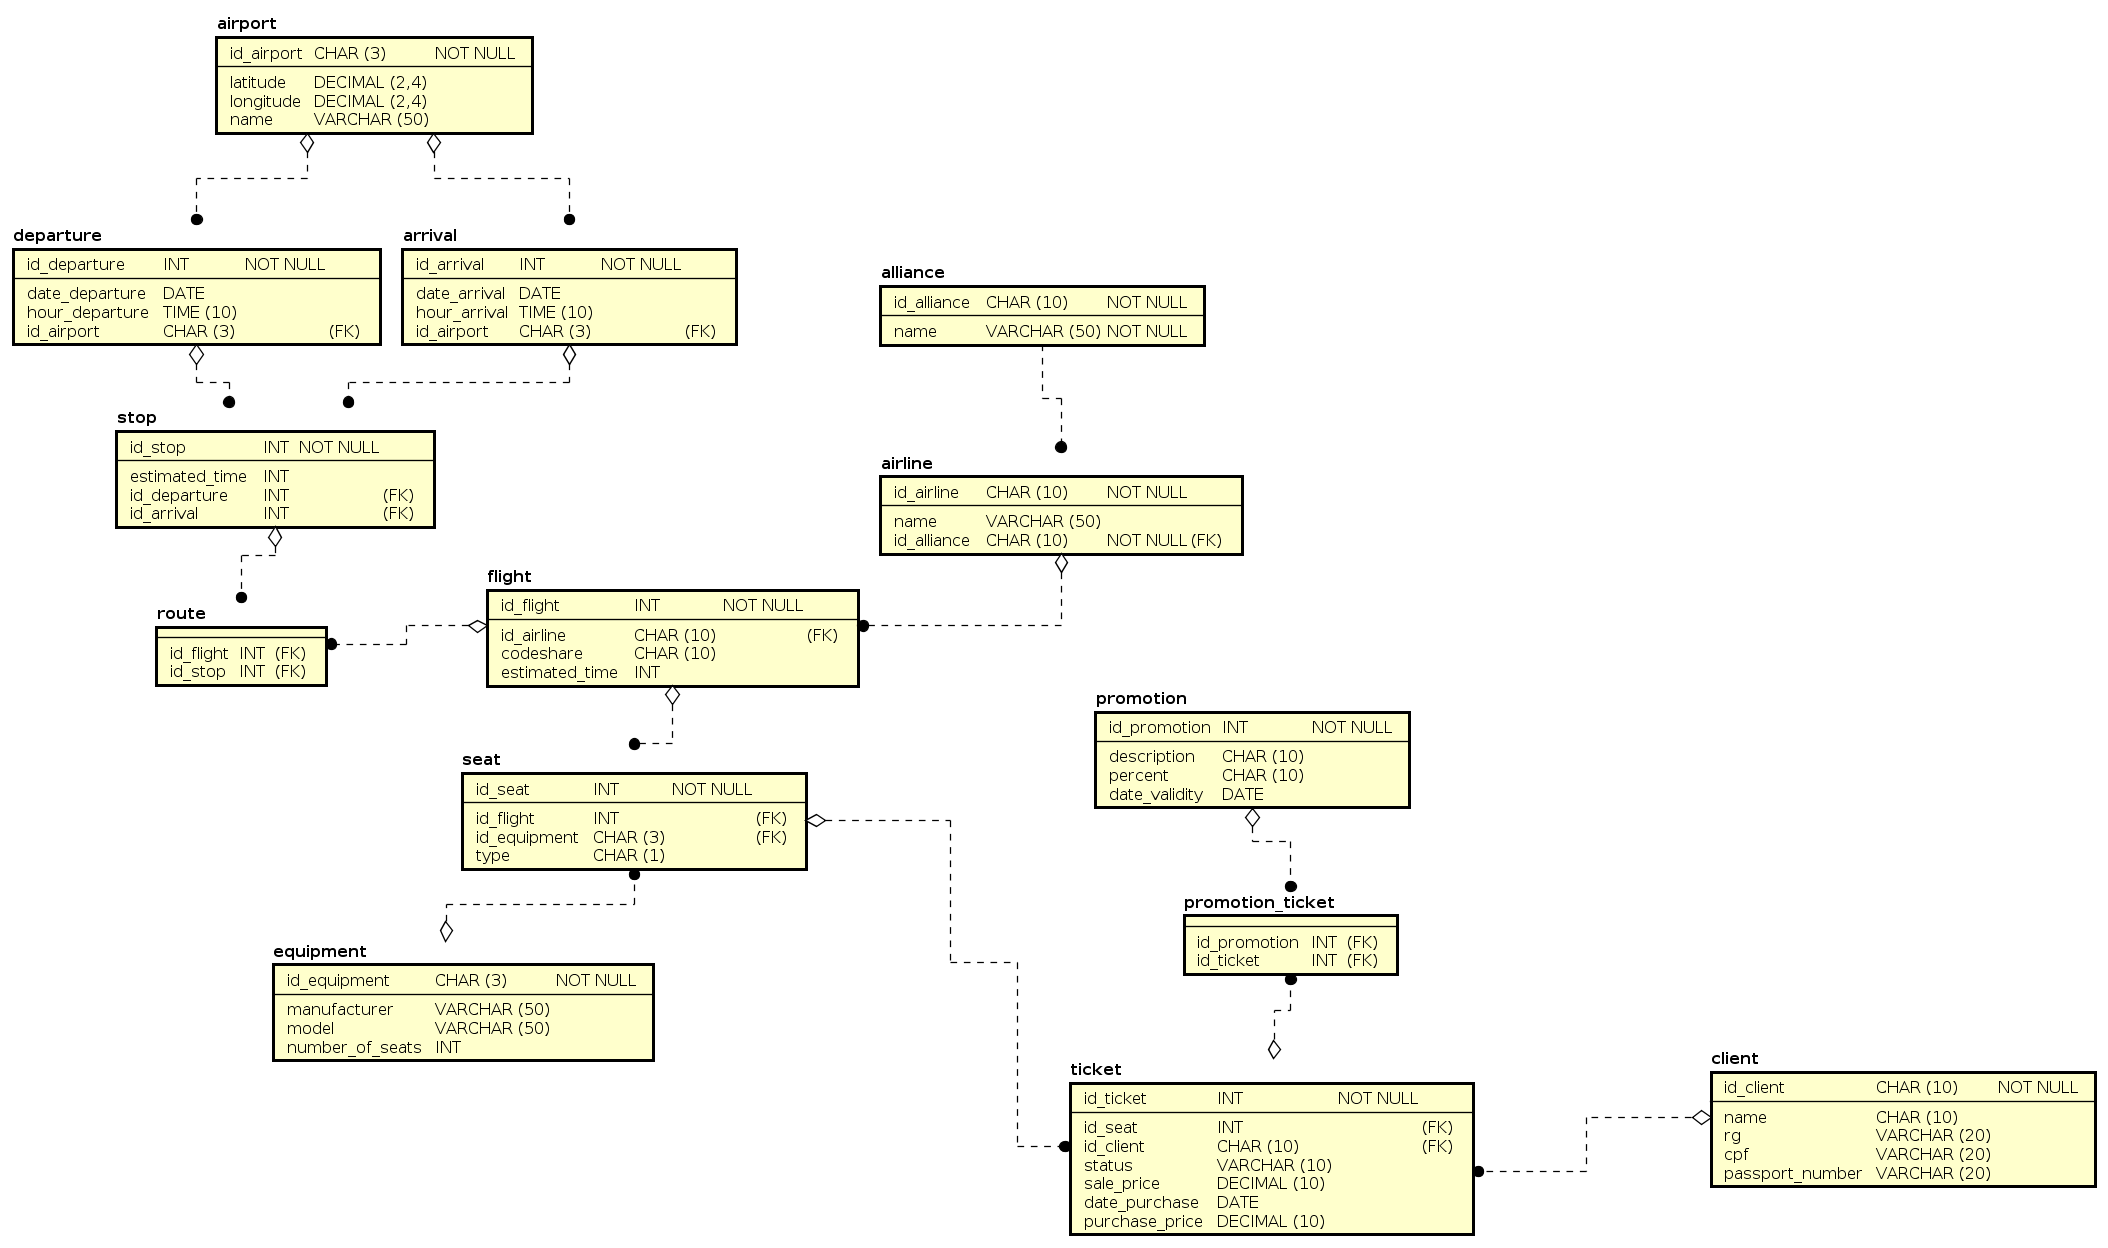 airport
id_airport CHAR (3) NOT NULL
latitude DECIMAL (2,4)
longitude DECIMAL (2,4)
name VARCHAR (50)
departure
id_departure INT NOT NULL
date_departure DATE
hour_departure TIME (10)
id_airport CHAR (3) (FK)
arrival
id_arrival INT NOT NULL
date_arrival DATE
hour_arrival TIME (10)
id_airport CHAR (3) (FK)
alliance
id_alliance CHAR (10) NOT NULL
name VARCHAR (50) NOT NULL
stop
id_stop INT NOT NULL
estimated_time INT
id_departure INT (FK)
id_arrival INT (FK)
airline
id_airline CHAR (10) NOT NULL
name VARCHAR (50)
id_alliance CHAR (10) NOT NULL (FK)
route
id_flight INT (FK)
id_stop INT (FK)
flight
id_flight INT NOT NULL
id_airline CHAR (10) (FK)
codeshare CHAR (10)
estimated_time INT
seat
id_seat INT NOT NULL
id_flight INT (FK)
id_equipment CHAR (3) (FK)
type CHAR (1)
promotion
id_promotion INT NOT NULL
description CHAR (10)
percent CHAR (10)
date_validity DATE
promotion_ticket
id_promotion INT (FK)
id_ticket INT (FK)
equipment
id_equipment CHAR (3) NOT NULL
manufacturer VARCHAR (50)
model VARCHAR (50)
number_of_seats INT
ticket
id_ticket INT NOT NULL
id_seat INT (FK)
id_client CHAR (10) (FK)
status VARCHAR (10)
sale_price DECIMAL (10)
date_purchase DATE
purchase_price DECIMAL (10)
client
id_client CHAR (10) NOT NULL
name CHAR (10)
rg VARCHAR (20)
cpf VARCHAR (20)
passport_number VARCHAR (20)